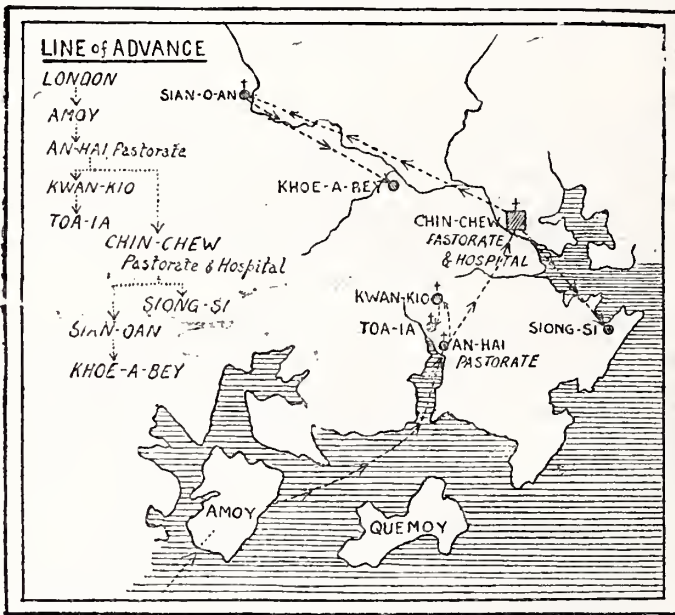 LINE of ADVANCE
LONDON
AMOY
AN-HAI Pastorate
KWAN-KIO
TOA-IA
CHIN-CHEW
Pastorate & Hospital
SIONG-SI
SIAN-OAN
KHOE-A-BEY
SIAN-O-AN
KHOE-A-BEY
CHIN-CHEW
PASTORATE
& HOSPITAL
KWAN-KIO
TOA-IA
AN-HAI
PASTORATE
SIONG-SI
AMOY
QUEMOY